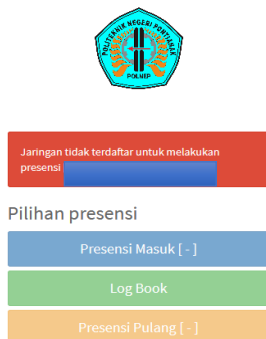 POLITEKNIK NEGERI PONTIANAK
POLNEP
Jaringan tidak terdaftar untuk melakukan
presensi
Pilihan presensi
Presensi Masuk [ - ]
Log Book
Presensi Pulang [ - ]